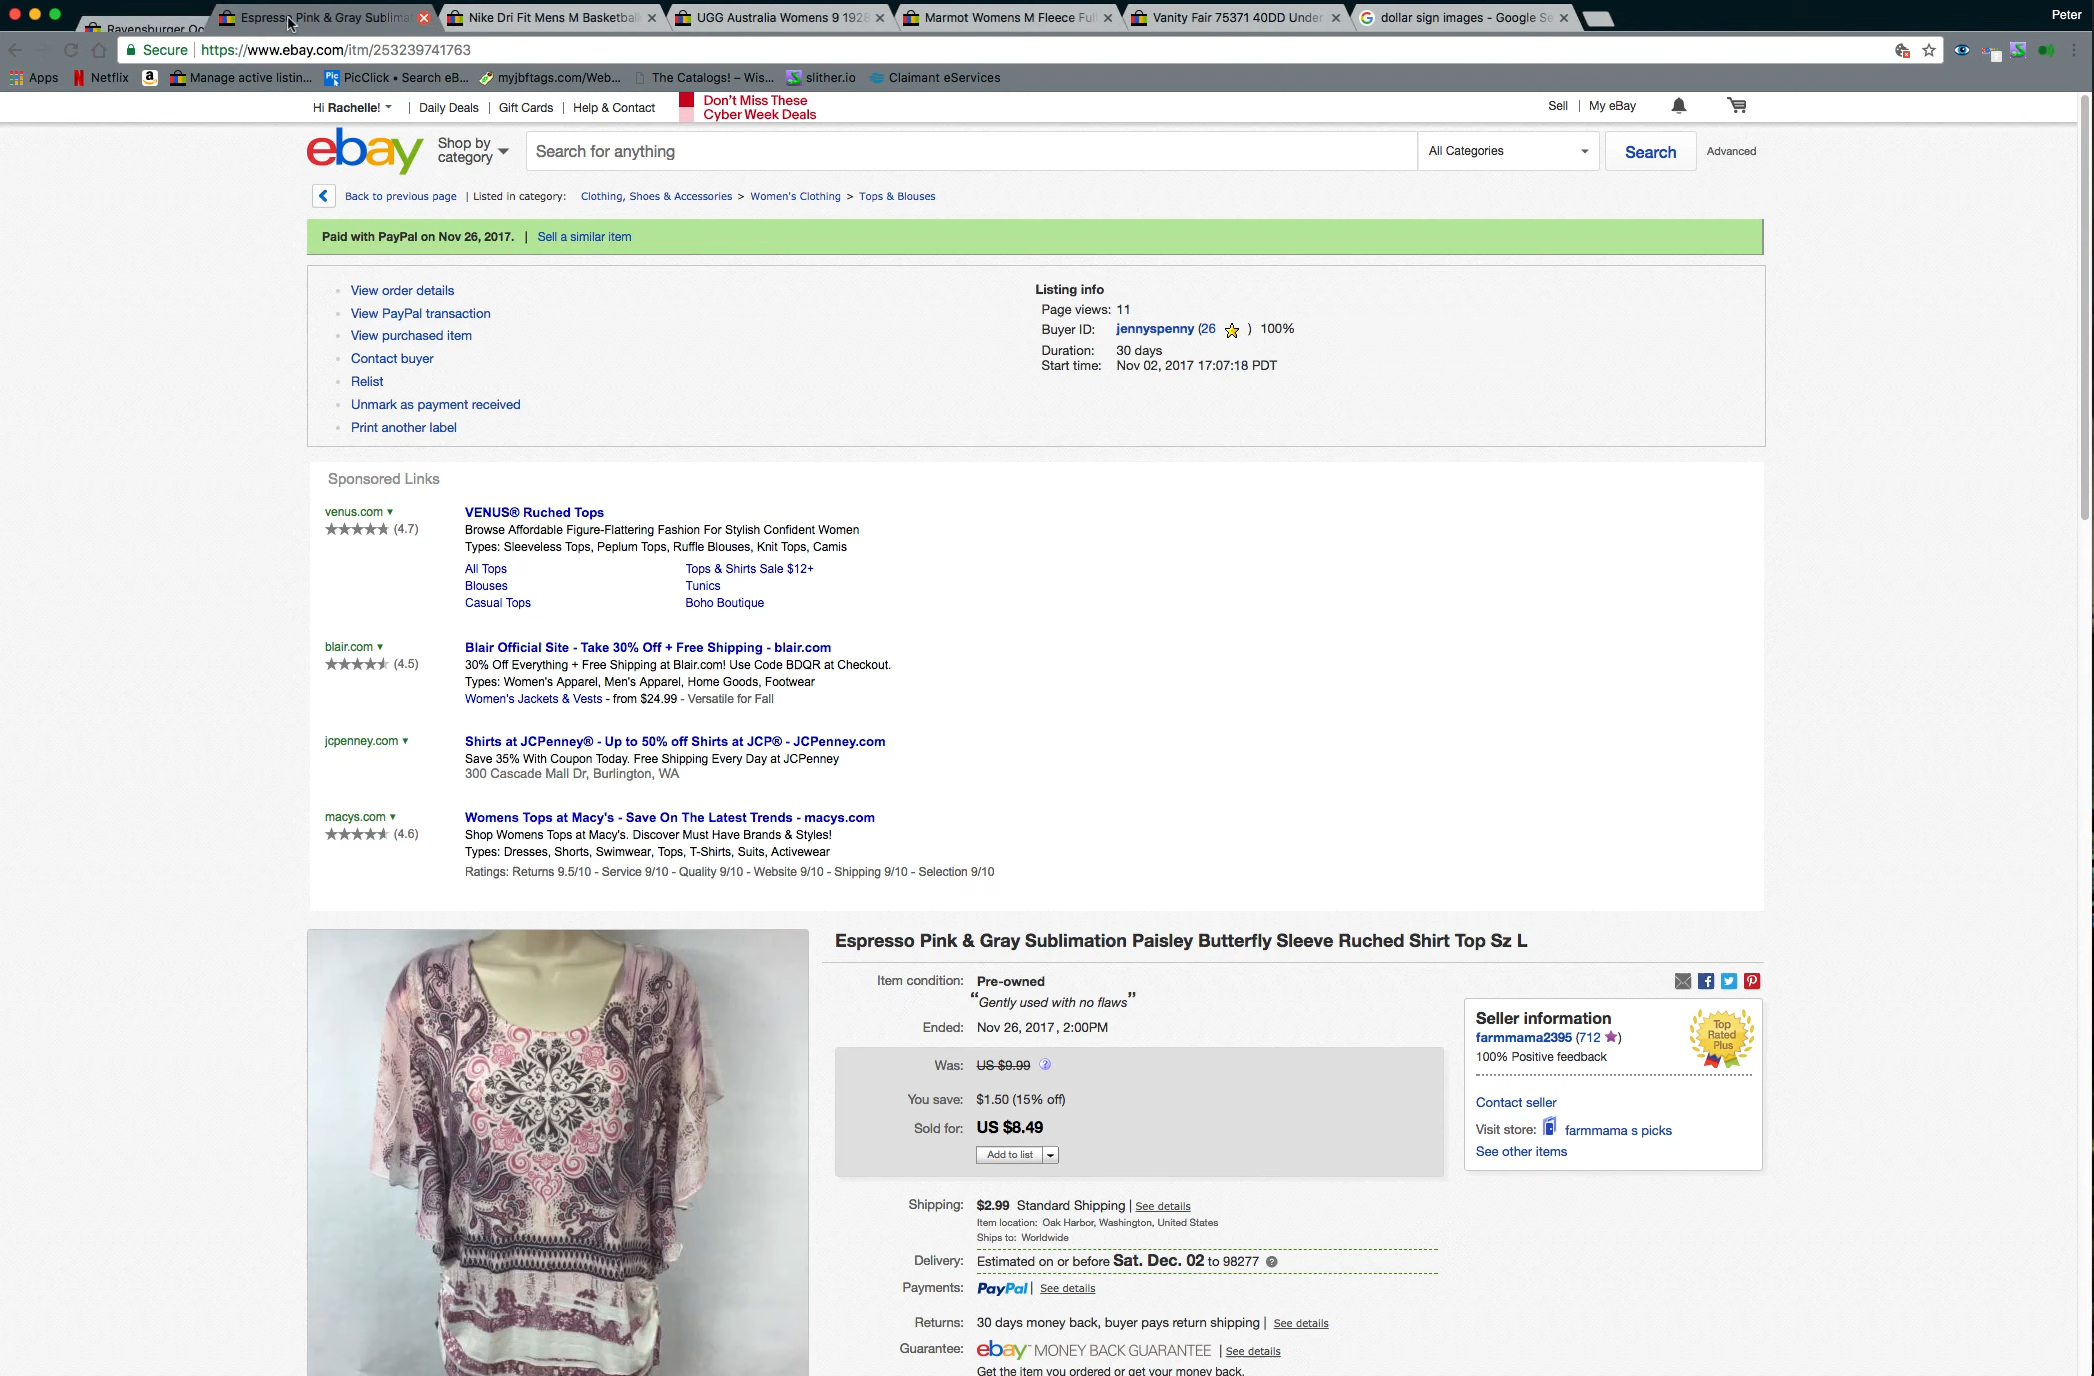 Peter
Ravensburger Oc
Espresso Pink & Gray Sublima
Nike Dri Fit Mens M Basketball
UGG Australia Womens 9 1928
Marmot Womens M Fleece Full
Vanity Fair 75371 40DD Under
dollar sign images - Google Se
Secure https://www.ebay.com/itm/253239741763
Apps Netflix Manage active listin... PicClick • Search eB... myjbftags.com/Web... The Catalogs! – Wis... slither.io Claimant eServices
Hi Rachelle! | Daily Deals | Gift Cards | Help & Contact
Don't Miss These
Cyber Week Deals
Sell | My eBay
ebay
Shop by
category
Search for anything
All Categories
Search
Advanced
Back to previous page | Listed in category: Clothing, Shoes & Accessories > Women's Clothing > Tops & Blouses
Paid with PayPal on Nov 26, 2017. | Sell a similar item
View order details
View PayPal transaction
View purchased item
Contact buyer
Relist
Unmark as payment received
Print another label
Listing info
Page views: 11
Buyer ID: jennyspenny (26 ) 100%
Duration: 30 days
Start time: Nov 02, 2017 17:07:18 PDT
Sponsored Links
venus.com
(4.7)
VENUS® Ruched Tops
Browse Affordable Figure-Flattering Fashion For Stylish Confident Women
Types: Sleeveless Tops, Peplum Tops, Ruffle Blouses, Knit Tops, Camis
All Tops Tops & Shirts Sale $12+
Blouses Tunics
Casual Tops Boho Boutique
blair.com
(4.5)
Blair Official Site - Take 30% Off + Free Shipping - blair.com
30% Off Everything + Free Shipping at Blair.com! Use Code BDQR at Checkout.
Types: Women's Apparel, Men's Apparel, Home Goods, Footwear
Women's Jackets & Vests - from $24.99 - Versatile for Fall
jcpenney.com
Shirts at JCPenney® - Up to 50% off Shirts at JCP® - JCPenney.com
Save 35% With Coupon Today. Free Shipping Every Day at JCPenney
300 Cascade Mall Dr, Burlington, WA
macys.com
(4.6)
Womens Tops at Macy's - Save On The Latest Trends - macys.com
Shop Womens Tops at Macy's. Discover Must Have Brands & Styles!
Types: Dresses, Shorts, Swimwear, Tops, T-Shirts, Suits, Activewear
Ratings: Returns 9.5/10 - Service 9/10 - Quality 9/10 - Website 9/10 - Shipping 9/10 - Selection 9/10
Espresso Pink & Gray Sublimation Paisley Butterfly Sleeve Ruched Shirt Top Sz L
Item condition: Pre-owned
“Gently used with no flaws”
Ended: Nov 26, 2017 , 2:00PM
Was: US $9.99
You save: $1.50 (15% off)
Sold for: US $8.49
Add to list
Shipping: $2.99 Standard Shipping | See details
Item location: Oak Harbor, Washington, United States
Ships to: Worldwide
Delivery: Estimated on or before Sat. Dec. 02 to 98277
Payments: PayPal | See details
Returns: 30 days money back, buyer pays return shipping | See details
Guarantee: ebay MONEY BACK GUARANTEE | See details
Get the item you ordered or get your money back.
Seller information
farmmama2395 (712 )
100% Positive feedback
Top
Rated
Plus
Contact seller
Visit store: farmmama s picks
See other items